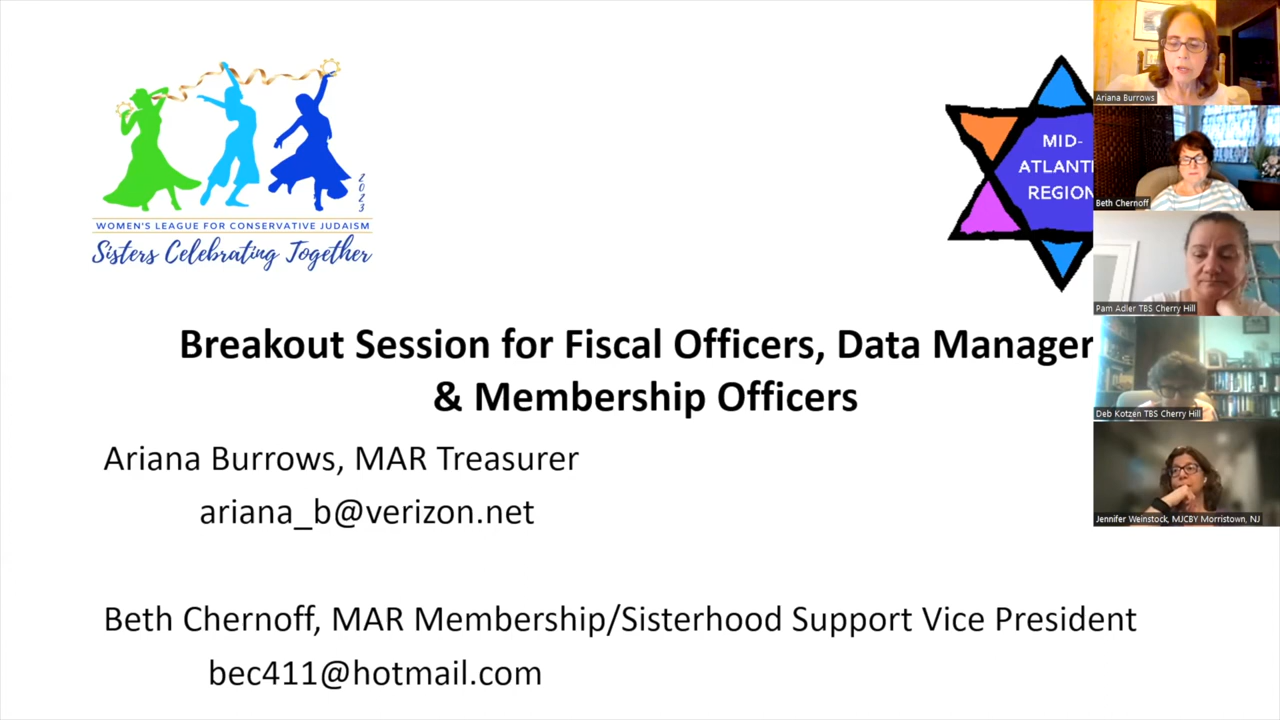 2023
WOMEN'S LEAGUE FOR CONSERVATIVE JUDAISM
Sisters Celebrating Together
MID-
ATLANTI
REGION
Breakout Session for Fiscal Officers, Data Manager
& Membership Officers
Ariana Burrows, MAR Treasurer
ariana_b@verizon.net
Beth Chernoff, MAR Membership/Sisterhood Support Vice President
bec411@hotmail.com
Ariana Burrows
Beth Chernoff
Pam Adler TBS Cherry Hill
Deb Kotzen TBS Cherry Hill
Jennifer Weinstock, MJCBY Morristown, NJ